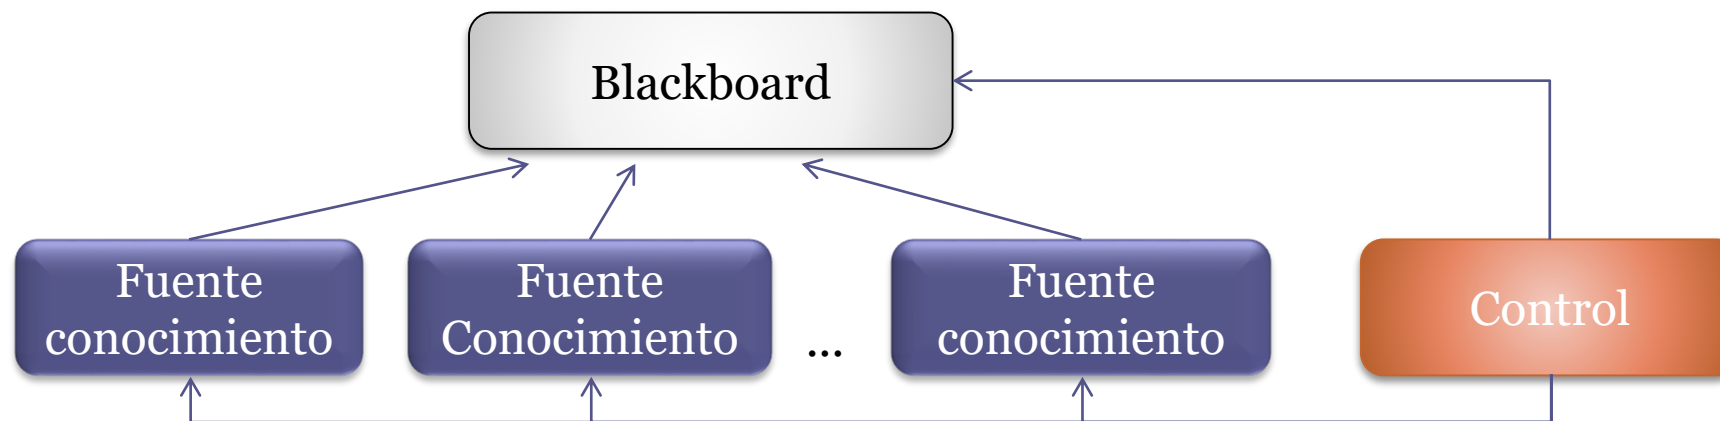 Blackboard
Fuente
conocimiento
Fuente
Conocimiento
...
Fuente
conocimiento
Control